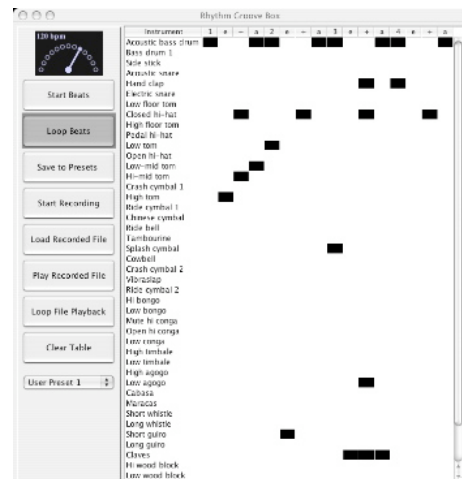 Rhythm Groove Box
120 bpm
Start Beats
Loop Beats
Save to Presets
Start Recording
Load Recorded File
Play Recorded File
Loop File Playback
Clear Table
User Preset 1
Instrument 1 e - a 2 e - a 3 e + a 4 e + a
Acoustic bass drum
Bass drum 1
Side stick
Acoustic snare
Hand clap
Electric snare
Low floor tom
Closed hi-hat
High floor tom
Pedal hi-hat
Low tom
Open hi-hat
Low-mid tom
Hi-mid tom
Crash cymbal 1
High tom
Ride cymbal 1
Chinese cymbal
Ride bell
Tambourine
Splash cymbal
Cowbell
Crash cymbal 2
Vibraslap
Ride cymbal 2
Hi bongo
Low bongo
Mute hi conga
Open hi conga
Low conga
High timbale
Low timbale
High agogo
Low agogo
Cabasa
Maracas
Short whistle
Long whistle
Short guiro
Long guiro
Claves
Hi wood block
Low wood block